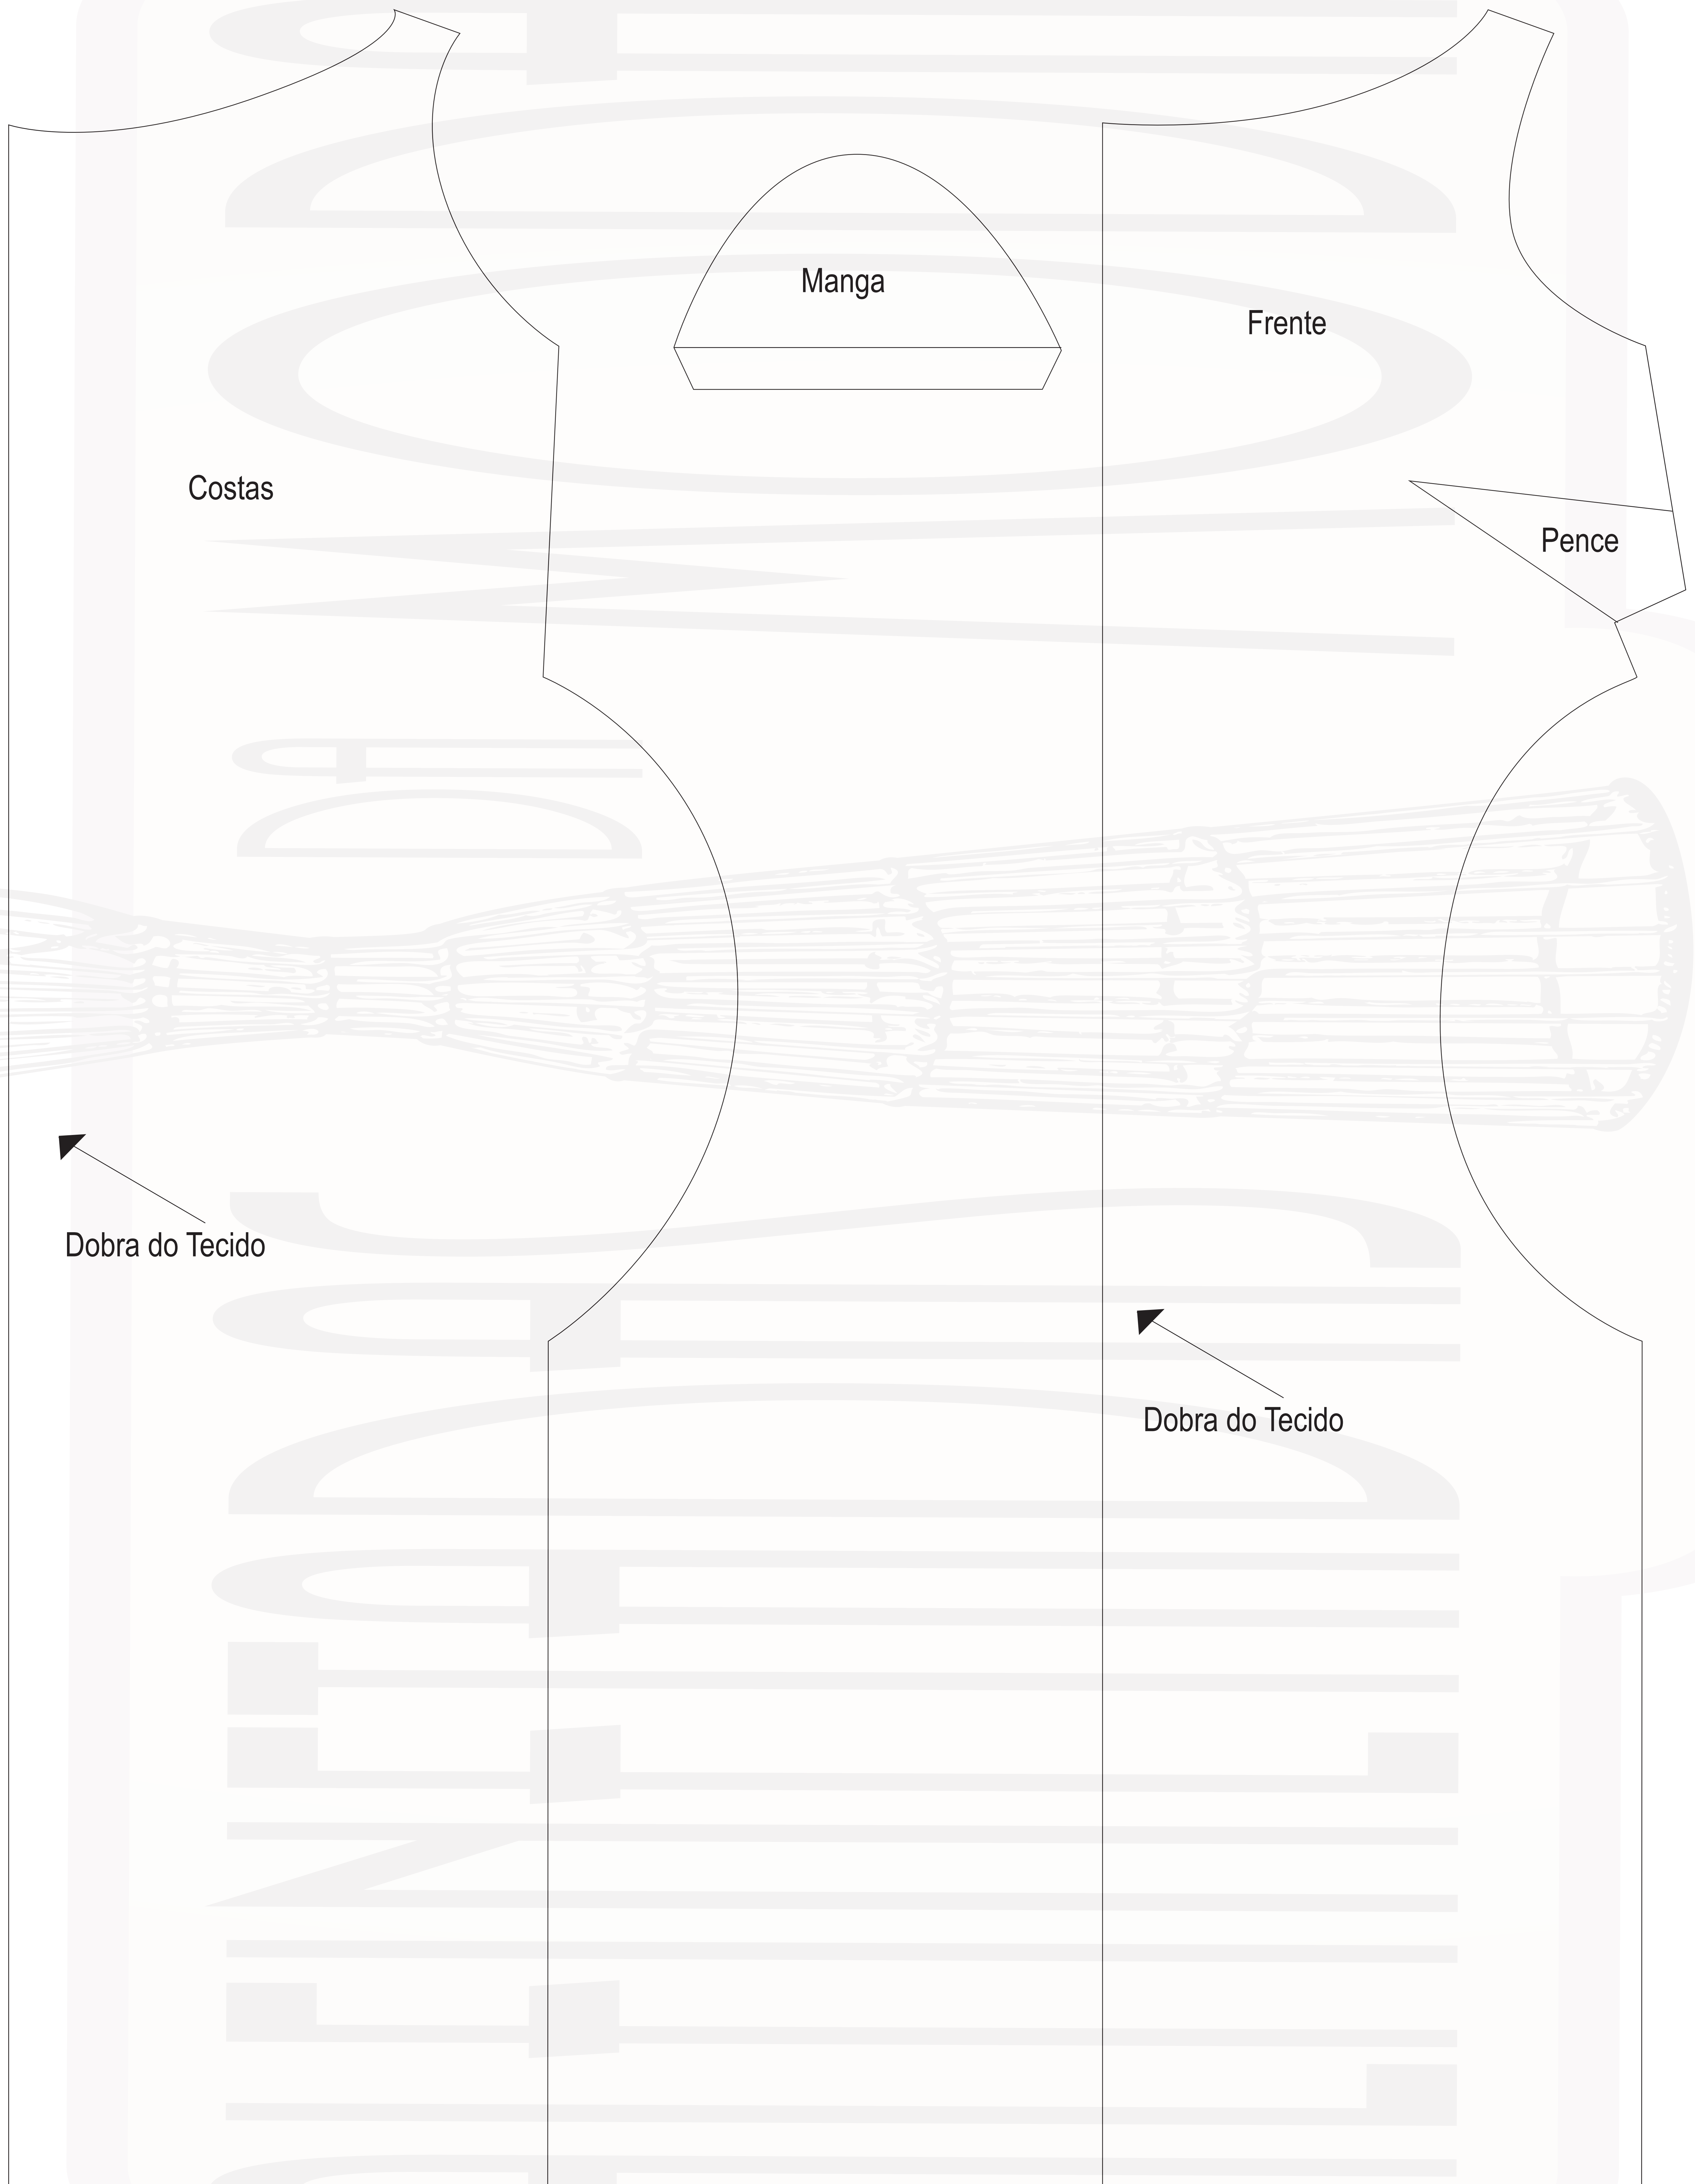 Manga
Frente
Costas
Pence
Dobra do Tecido
Dobra do Tecido